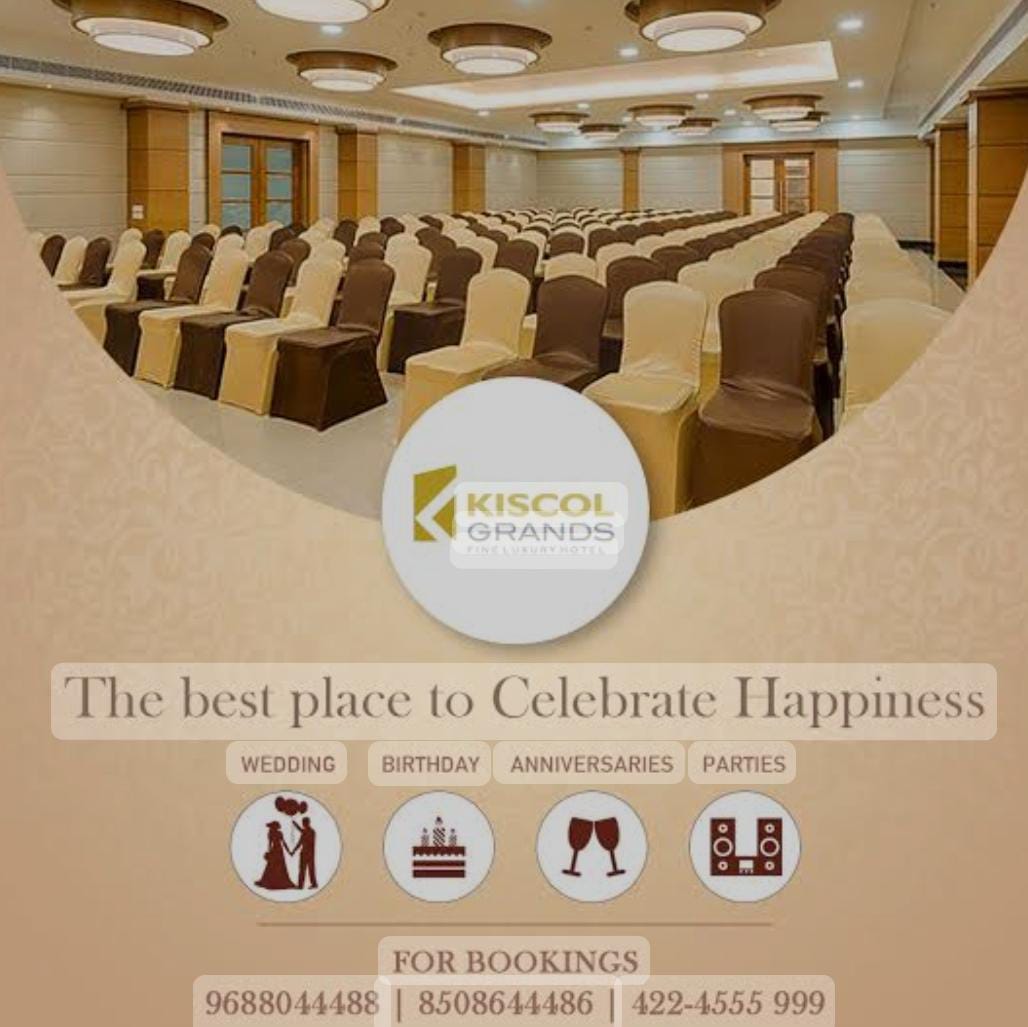 KISCOL
GRANDS
FINE LUXURY HOTEL
The best place to Celebrate Happiness
WEDDING BIRTHDAY ANNIVERSARIES PARTIES
FOR BOOKINGS
9688044488 | 8508644486 | 422-4555 999